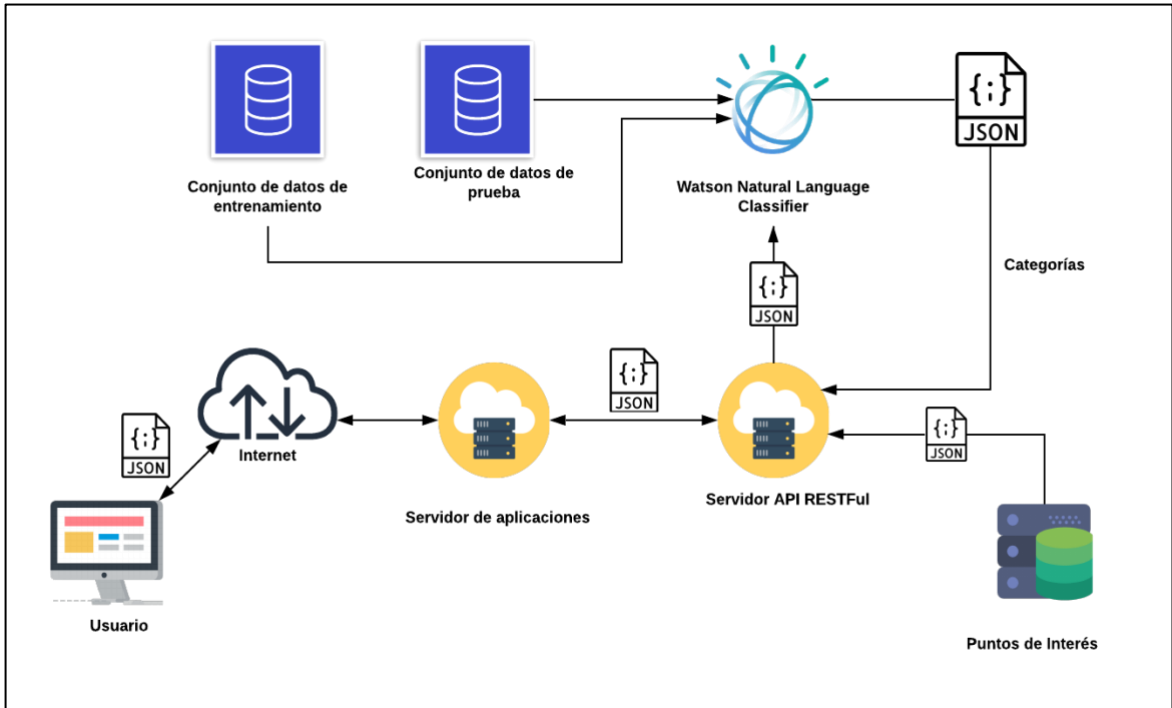 {;}
JSON
Conjunto de datos de
entrenamiento
Conjunto de datos de
prueba
Watson Natural Language
Classifier
Categorías
{;}
JSON
{;}
JSON
{;}
JSON
{;}
JSON
Internet
Servidor de aplicaciones
Servidor API RESTFul
Usuario
Puntos de Interés